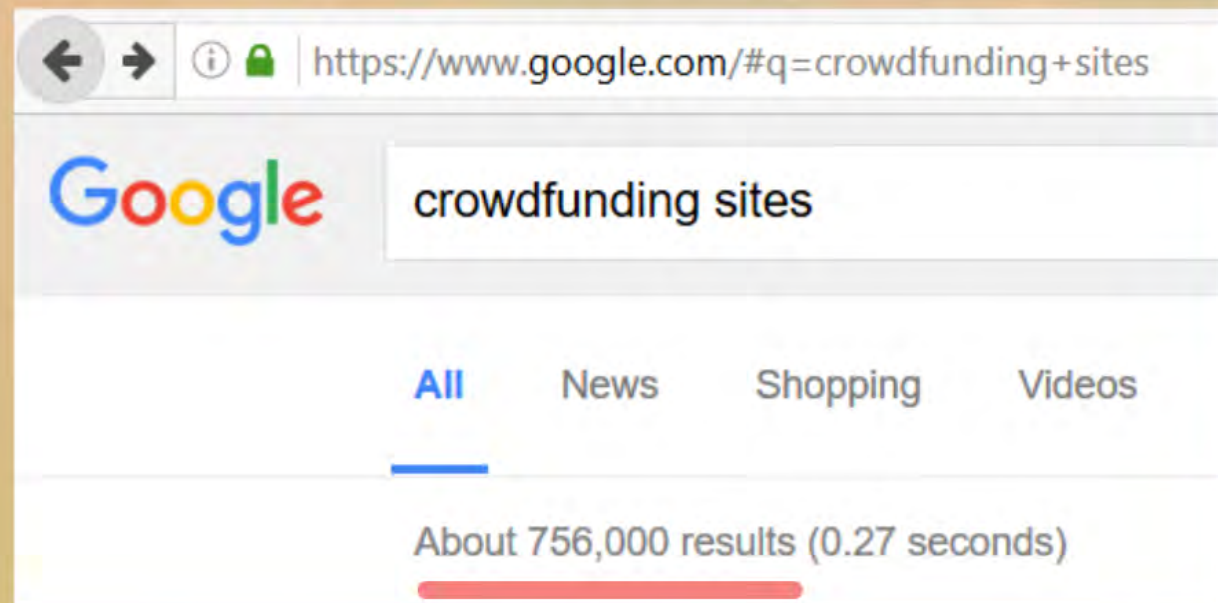 https://www.google.com/#q=crowdfunding+sites
Google crowdfunding sites
All News Shopping Videos
About 756,000 results (0.27 seconds)